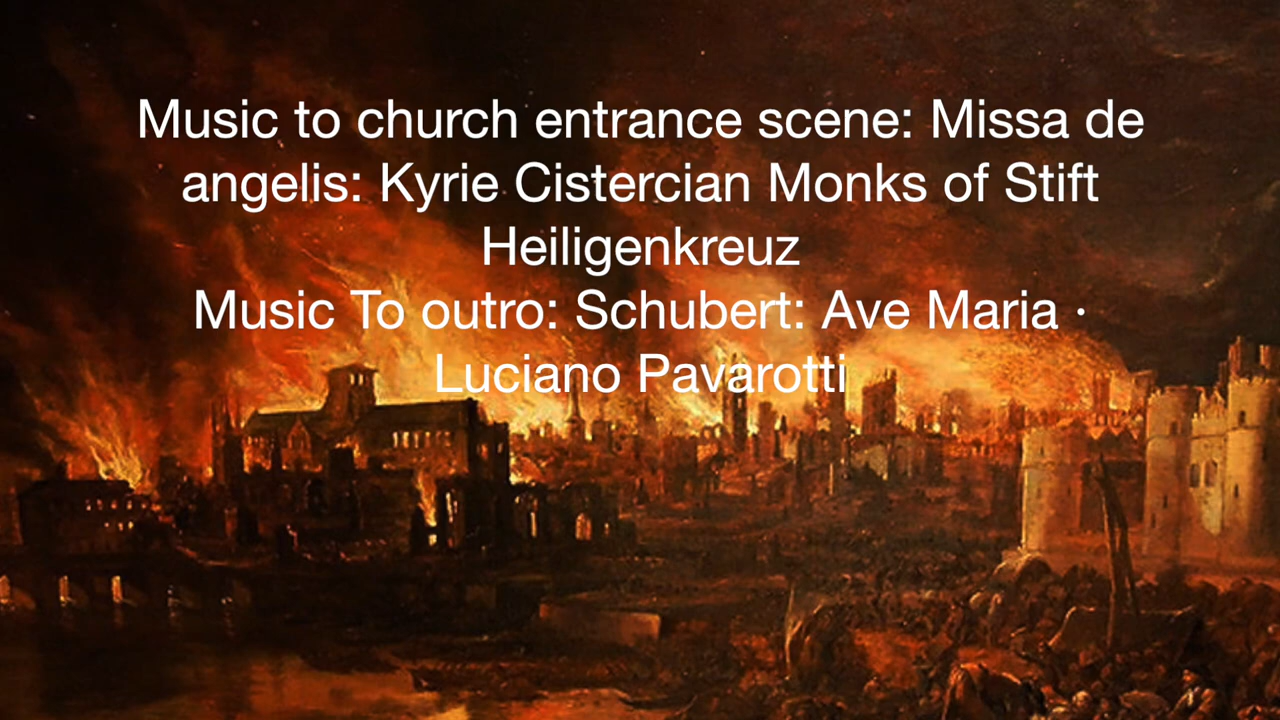 Music to church entrance scene: Missa de
angelis: Kyrie Cistercian Monks of Stift
Heiligenkreuz
Music To outro: Schubert: Ave Maria ·
Luciano Pavarotti